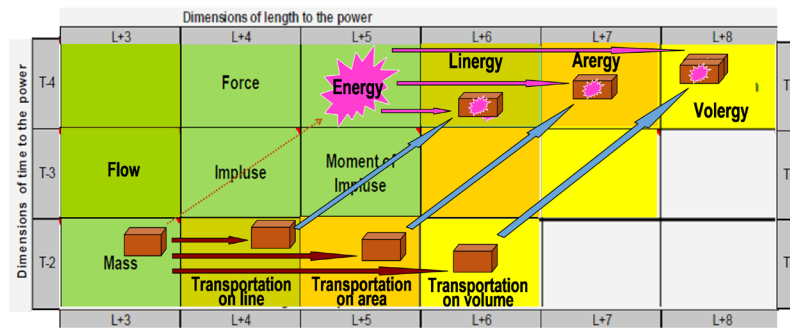 Dimensions of length to the power
L+3 L+4 L+5 L+6 L+7 L+8
Dimensions of time to the power
T-4 Force Energy Linergy Arergy Volergy T
T-3 Flow Impluse Moment of T
Impluse
T-2 Mass Transportation Transportation Transportation T
on line on area on volume
L+3 L+4 L+5 L+6 L+7 L+8